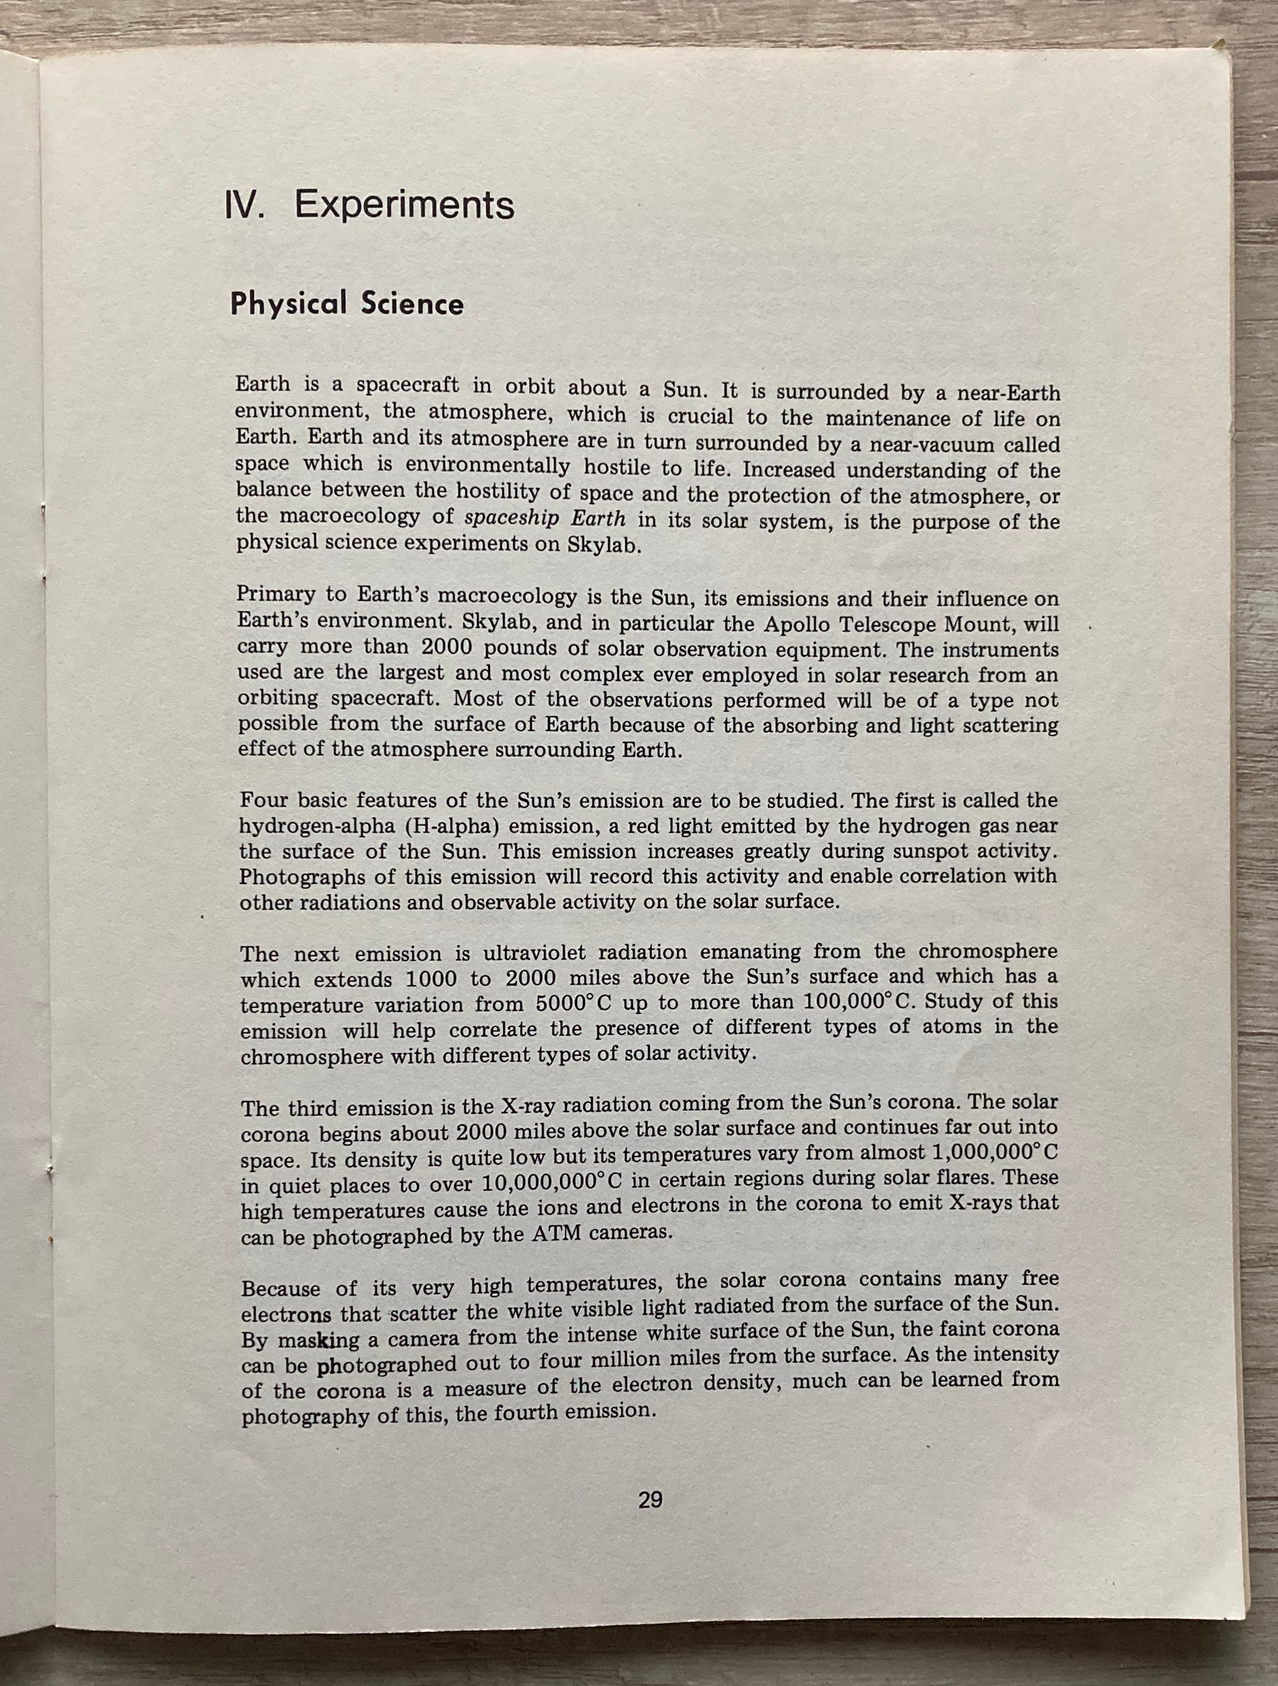 IV. Experiments
Physical Science
Earth is a spacecraft in orbit about a Sun. It is surrounded by a near-Earth
environment, the atmosphere, which is crucial to the maintenance of life on
Earth. Earth and its atmosphere are in turn surrounded by a near-vacuum called
space which is environmentally hostile to life. Increased understanding of the
balance between the hostility of space and the protection of the atmosphere, or
the macroecology of spaceship Earth in its solar system, is the purpose of the
physical science experiments on Skylab.
Primary to Earth's macroecology is the Sun, its emissions and their influence on
Earth's environment. Skylab, and in particular the Apollo Telescope Mount, will
carry more than 2000 pounds of solar observation equipment. The instruments
used are the largest and most complex ever employed in solar research from an
orbiting spacecraft. Most of the observations performed will be of a type not
possible from the surface of Earth because of the absorbing and light scattering
effect of the atmosphere surrounding Earth.
Four basic features of the Sun's emission are to be studied. The first is called the
hydrogen-alpha (H-alpha) emission, a red light emitted by the hydrogen gas near
the surface of the Sun. This emission increases greatly during sunspot activity.
Photographs of this emission will record this activity and enable correlation with
other radiations and observable activity on the solar surface.
The next emission is ultraviolet radiation emanating from the chromosphere
which extends 1000 to 2000 miles above the Sun's surface and which has a
temperature variation from 5000°C up to more than 100,000°C. Study of this
emission will help correlate the presence of different types of atoms in the
chromosphere with different types of solar activity.
The third emission is the X-ray radiation coming from the Sun's corona. The solar
corona begins about 2000 miles above the solar surface and continues far out into
space. Its density is quite low but its temperatures vary from almost 1,000,000°C
in quiet places to over 10,000,000°C in certain regions during solar flares. These
high temperatures cause the ions and electrons in the corona to emit X-rays that
can be photographed by the ATM cameras.
Because of its very high temperatures, the solar corona contains many free
electrons that scatter the white visible light radiated from the surface of the Sun.
By masking a camera from the intense white surface of the Sun, the faint corona
can be photographed out to four million miles from the surface. As the intensity
of the corona is a measure of the electron density, much can be learned from
photography of this, the fourth emission.
29